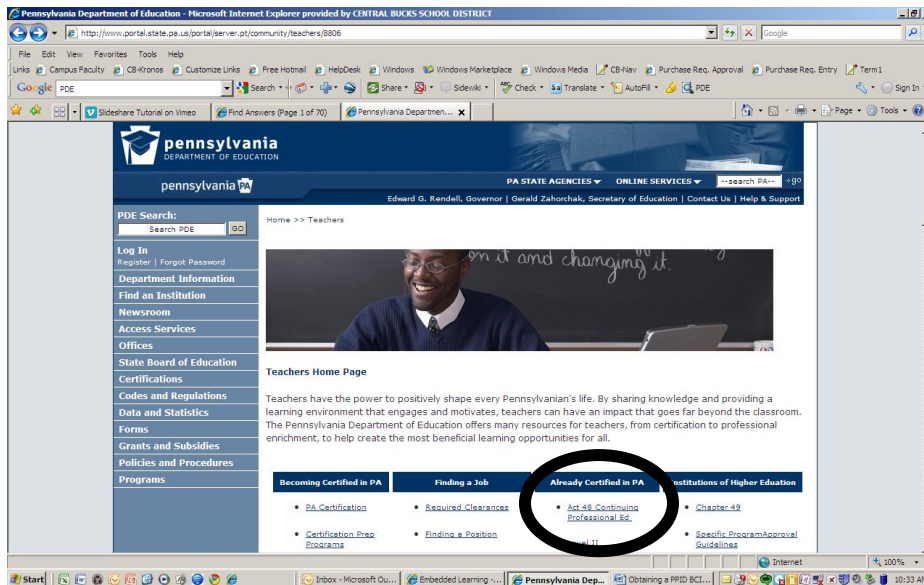 Pennsylvania Department of Education - Microsoft Internet Explorer provided by CENTRAL BUCKS SCHOOL DISTRICT
http://www.portal.state.pa.us/portal/server.pt/community/teachers/8806
Google
File Edit View Favorites Tools Help
Links Campus Faculty CB-Kronos Customize Links Free Hotmail HelpDesk Windows Windows Marketplace Windows Media CB-Nav Purchase Req. Approval Purchase Req. Entry Term1
Google PDE Search Share Sidewiki Check Translate AutoFill PDE Sign In
Slideshare Tutorial on Vimeo Find Answers (Page 1 of 70) Pennsylvania Departmen... Page Tools
pennsylvania
DEPARTMENT OF EDUCATION
pennsylvania PA
PA STATE AGENCIES ONLINE SERVICES --search PA-- go
Edward G. Rendell, Governor | Gerald Zahorchak, Secretary of Education | Contact Us | Help & Support
PDE Search:
Search PDE GO
Log In
Register | Forgot Password
Department Information
Find an Institution
Newsroom
Access Services
Offices
State Board of Education
Certifications
Codes and Regulations
Data and Statistics
Forms
Grants and Subsidies
Policies and Procedures
Programs
Home >> Teachers
on it and changing it.
Teachers Home Page
Teachers have the power to positively shape every Pennsylvanian's life. By sharing knowledge and providing a
learning environment that engages and motivates, teachers can have an impact that goes far beyond the classroom.
The Pennsylvania Department of Education offers many resources for teachers, from certification to professional
enrichment, to help create the most beneficial learning opportunities for all.
Becoming Certified in PA Finding a Job Already Certified in PA Institutions of Higher Eduation
PA Certification Required Clearances Act 48 Continuing Chapter 49
Professional Ed
Certification Prep Finding a Position II Specific ProgramApproval
Programs Guidelines
Internet 100%
Start Inbox - Microsoft Ou... Embedded Learning -... Pennsylvania Dep... Obtaining a PPID BCI... 10:33